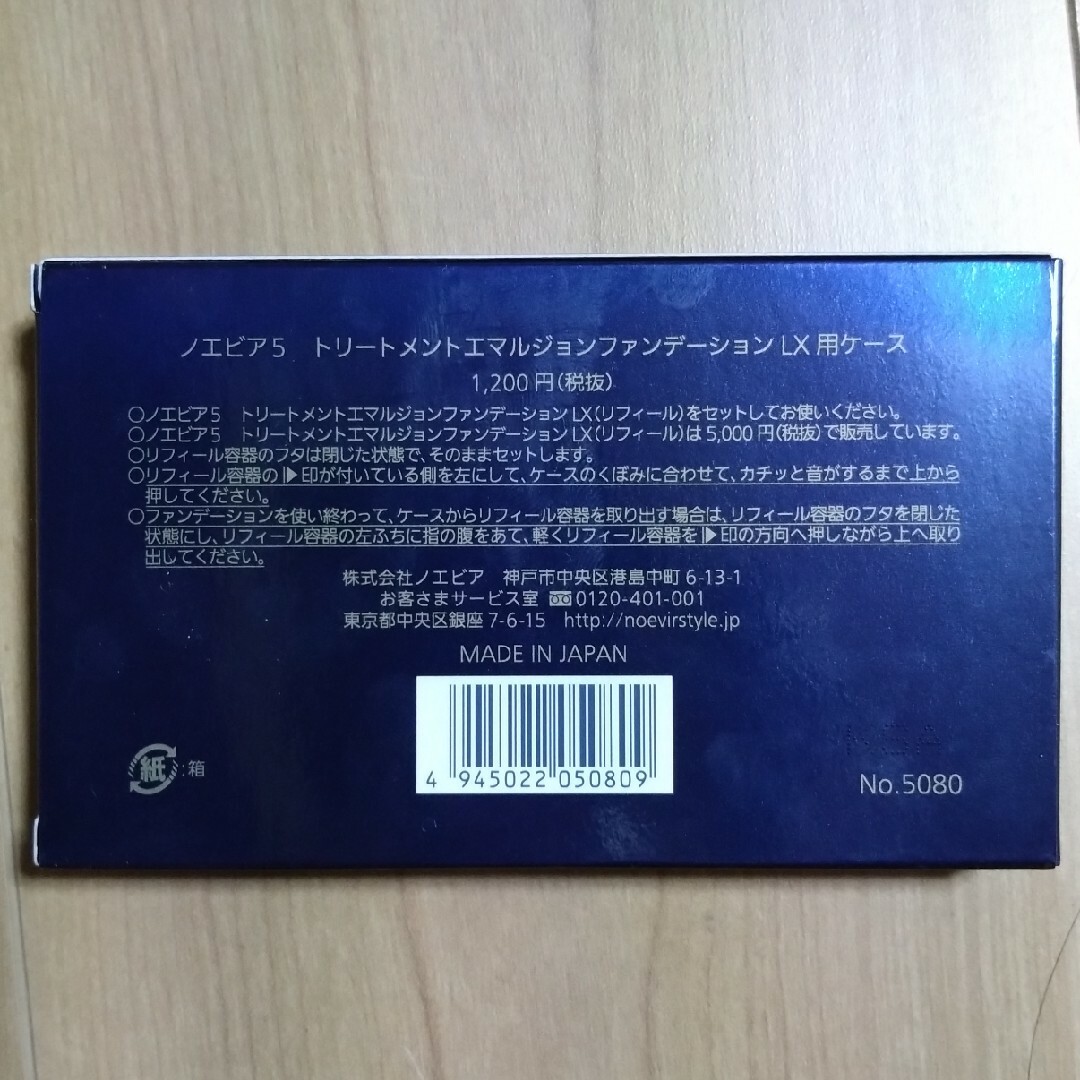 ノエビア5　トリートメントエマルジョンファンデーション LX 用ケース
1,200 円(税抜)
○ノエビア5　トリートメントエマルジョンファンデーション LX(リフィール)をセットしてお使いください。
○ノエビア5　トリートメントエマルジョンファンデーション LX(リフィール)は 5,000 円(税抜)で販売しています。
○リフィール容器のフタは閉じた状態で、そのままセットします。
○リフィール容器の |▶ 印が付いている側を左にして、ケースのくぼみに合わせて、カチッと音がするまで上から
押してください。
○ファンデーションを使い終わって、ケースからリフィール容器を取り出す場合は、リフィール容器のフタを閉じた
状態にし、リフィール容器の左ふちに指の腹をあて、軽くリフィール容器を |▶ 印の方向へ押しながら上へ取り
出してください。
株式会社ノエビア　神戸市中央区港島中町 6-13-1
お客さまサービス室 0120-401-001
東京都中央区銀座 7-6-15　http://noevirstyle.jp
MADE IN JAPAN
4 945022 050809
紙 :箱
No.5080